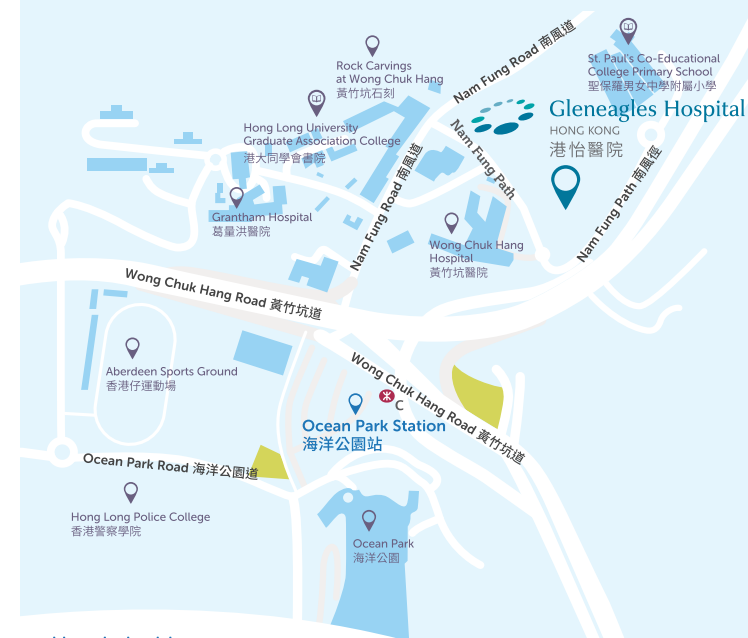 Nam Fung Road 南風道
St. Paul's Co-Educational
College Primary School
聖保羅男女中學附屬小學
Rock Carvings
at Wong Chuk Hang
黃竹坑石刻
Gleneagles Hospital
HONG KONG
港怡醫院
Hong Long University
Graduate Association College
港大同學會書院
Nam Fung Path
Nam Fung Road 南風道
Nam Fung Path 南風徑
Grantham Hospital
葛量洪醫院
Wong Chuk Hang
Hospital
黃竹坑醫院
Wong Chuk Hang Road 黃竹坑道
Aberdeen Sports Ground
香港仔運動場
Wong Chuk Hang Road 黃竹坑道
C
Ocean Park Station
海洋公園站
Ocean Park Road 海洋公園道
Hong Long Police College
香港警察學院
Ocean Park
海洋公園